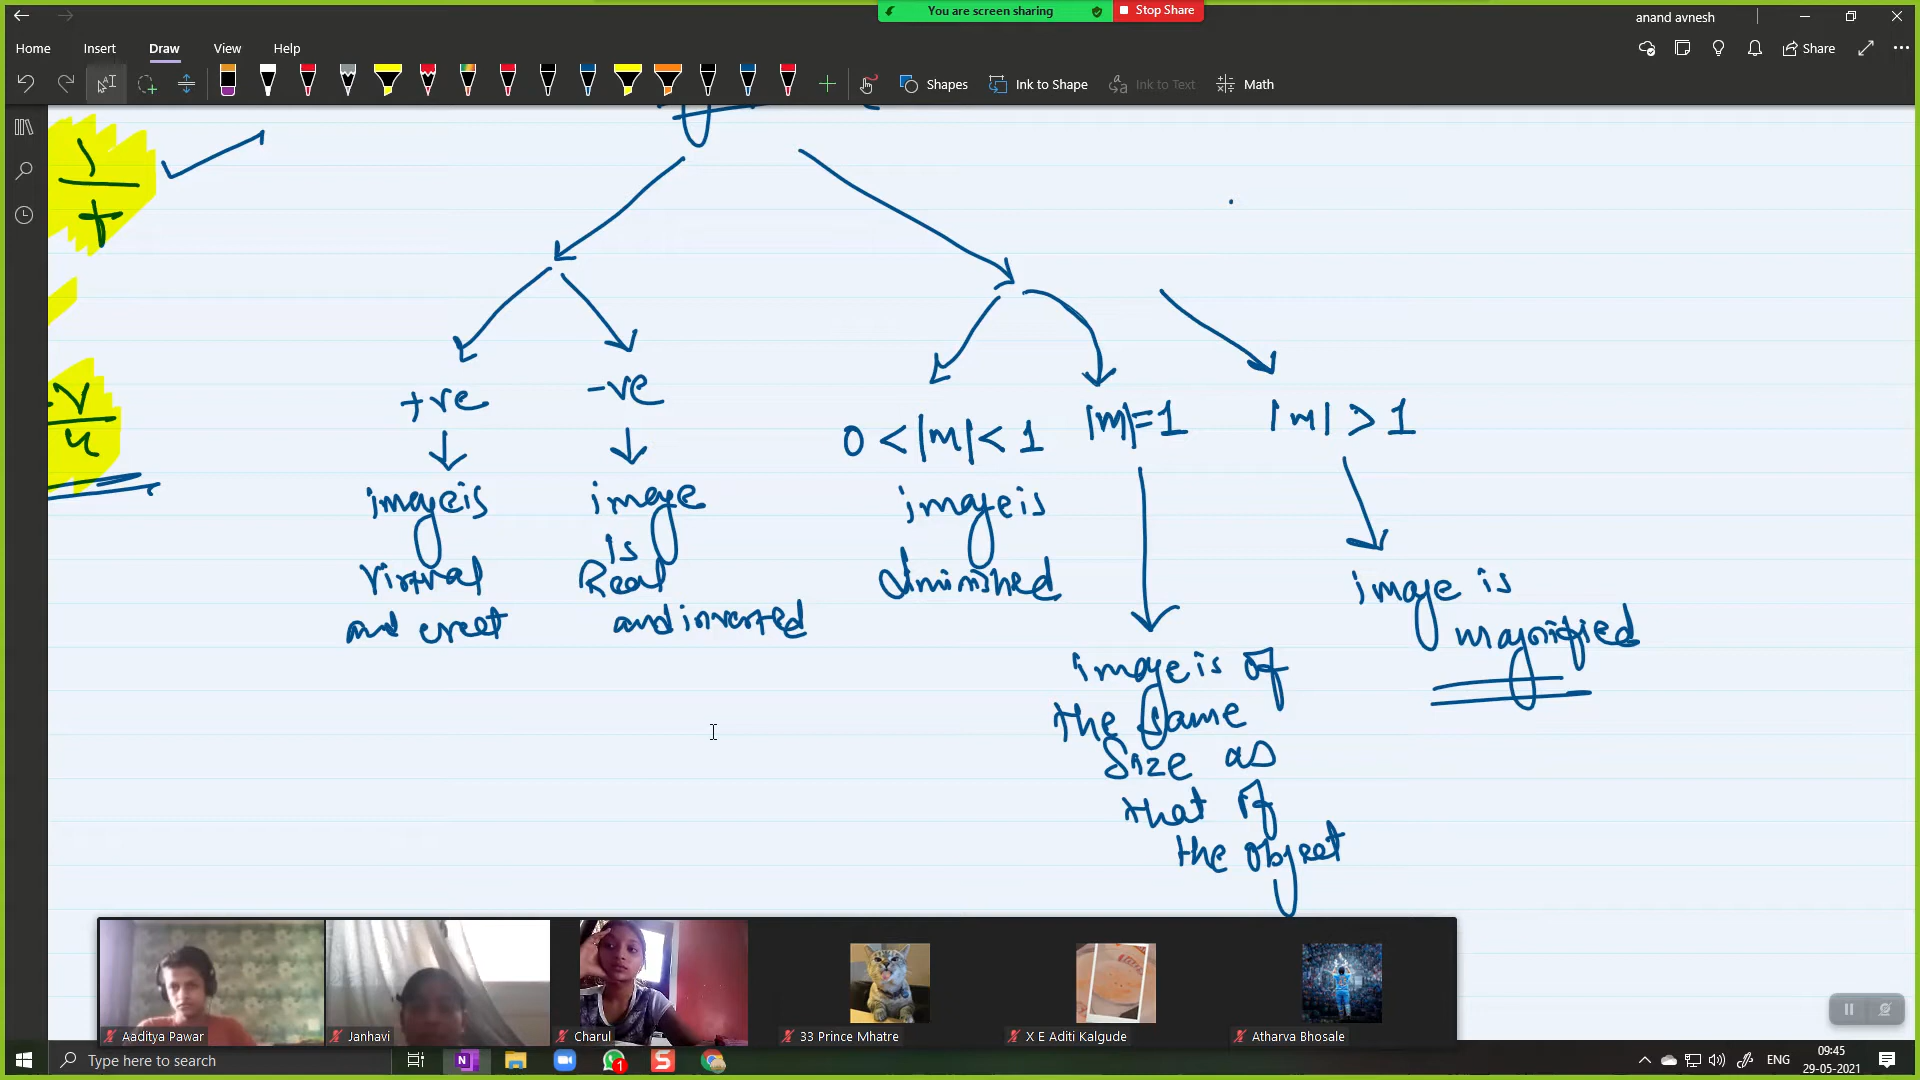 You are screen sharing
Stop Share
anand avnesh
Home Insert Draw View Help
Share
Shapes Ink to Shape Ink to Text Math
1
f
+ve -ve
0 < |m| < 1 |m|=1 |m| > 1
image is image image is
is
virtual Real diminished image is
and erect and inverted magnified
image is of
the same
size as
that of
the object
Aaditya Pawar Janhavi Charul 33 Prince Mhatre X E Aditi Kalgude Atharva Bhosale
Type here to search
ENG
09:45
29-05-2021